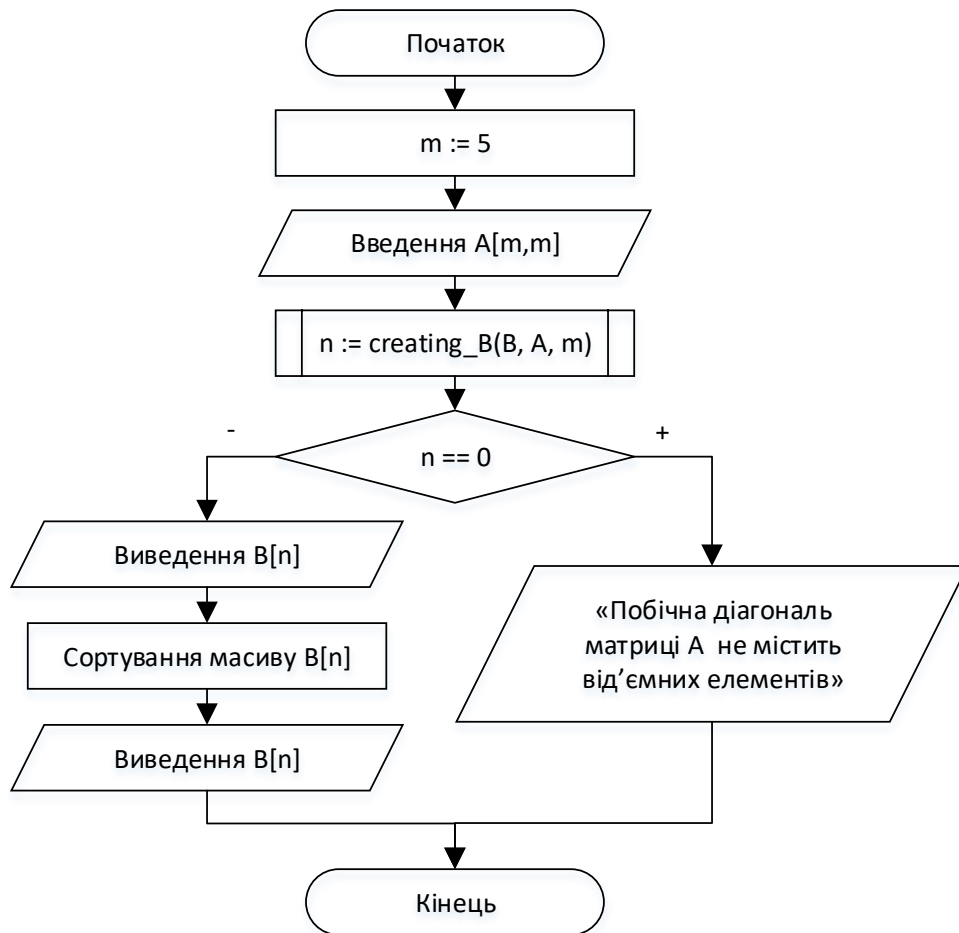 Початок
m := 5
Введення A[m,m]
n := creating_B(B, A, m)
-
+
n == 0
Виведення B[n]
Сортування масиву B[n]
Виведення B[n]
«Побічна діагональ
матриці А не містить
від’ємних елементів»
Кінець